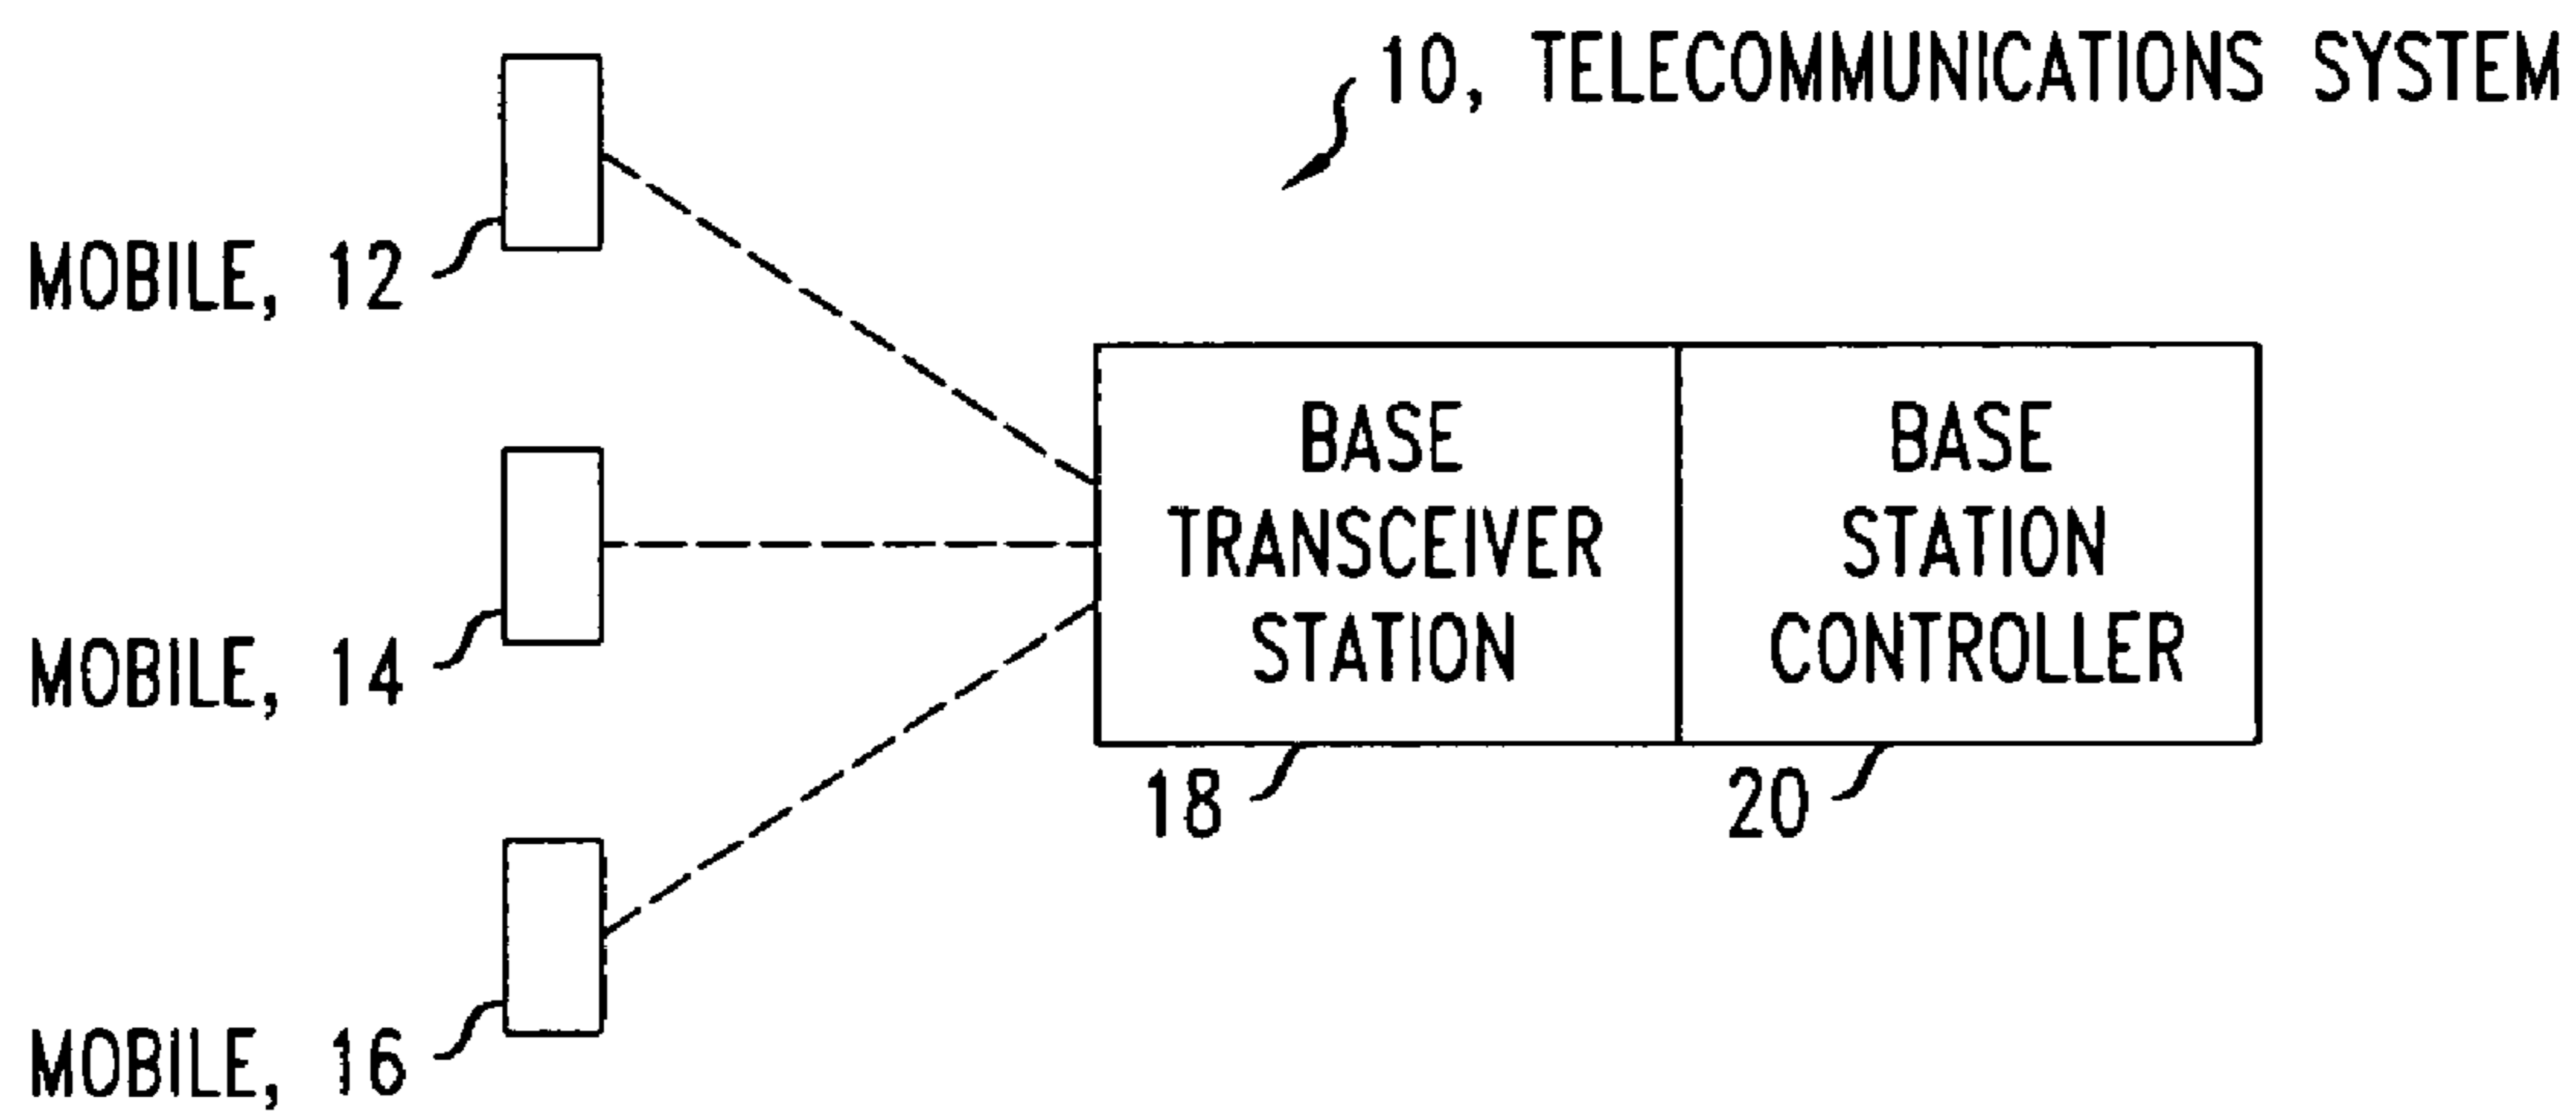 10, TELECOMMUNICATIONS SYSTEM
MOBILE, 12
BASE
TRANSCEIVER
STATION
BASE
STATION
CONTROLLER
MOBILE, 14
18
20
MOBILE, 16